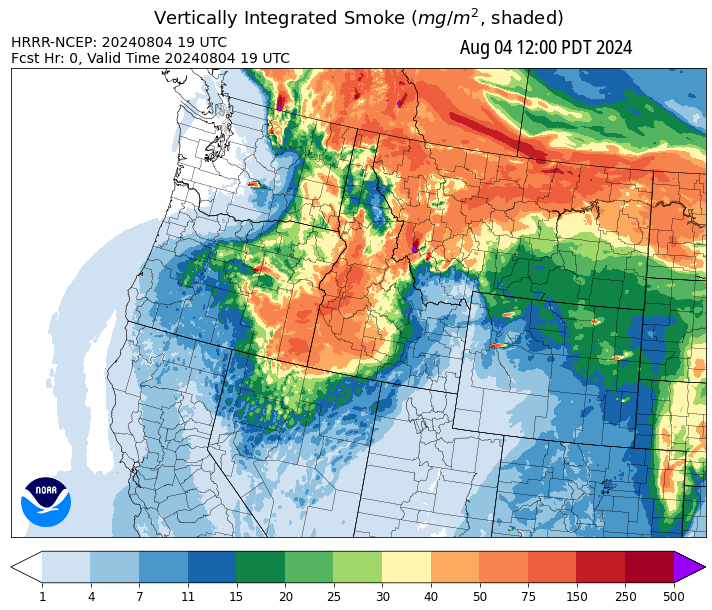 Vertically Integrated Smoke (mg/m², shaded)
HRRR-NCEP: 20240804 19 UTC
Fcst Hr: 0, Valid Time 20240804 19 UTC
Aug 04 12:00 PDT 2024
NOAA
1 4 7 11 15 20 25 30 40 50 75 150 250 500